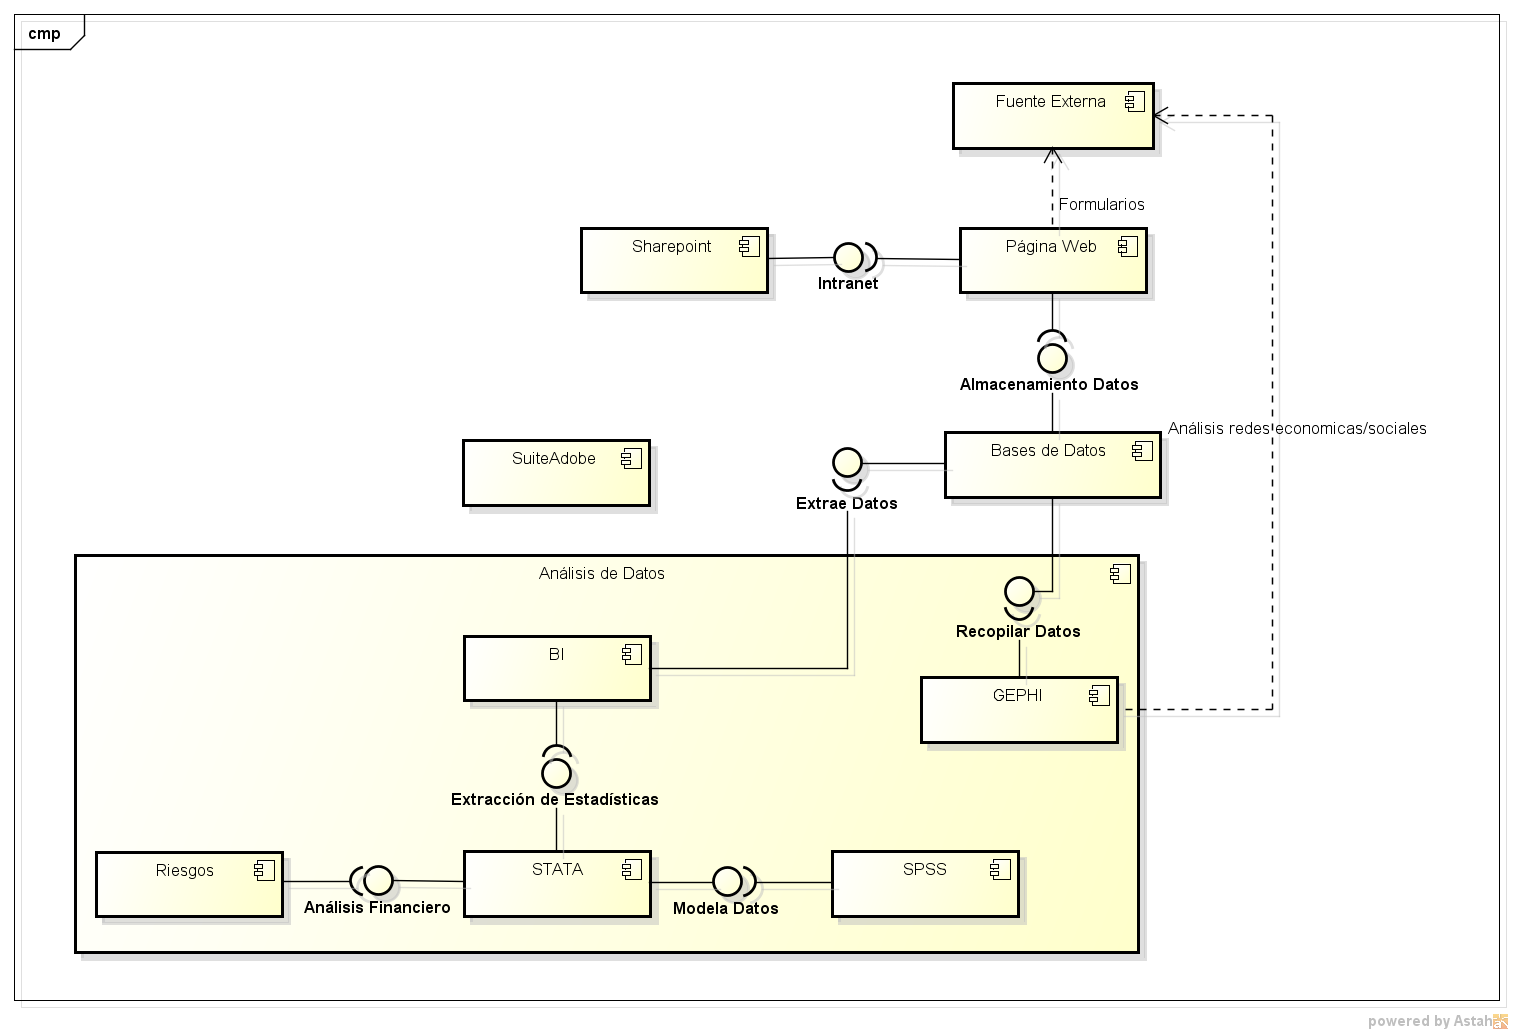 cmp
Fuente Externa
Formularios
Sharepoint
Página Web
Intranet
Almacenamiento Datos
Análisis redes economicas/sociales
SuiteAdobe
Bases de Datos
Extrae Datos
Análisis de Datos
Recopilar Datos
BI
GEPHI
Extracción de Estadísticas
Riesgos
STATA
SPSS
Análisis Financiero
Modela Datos
powered by Astah